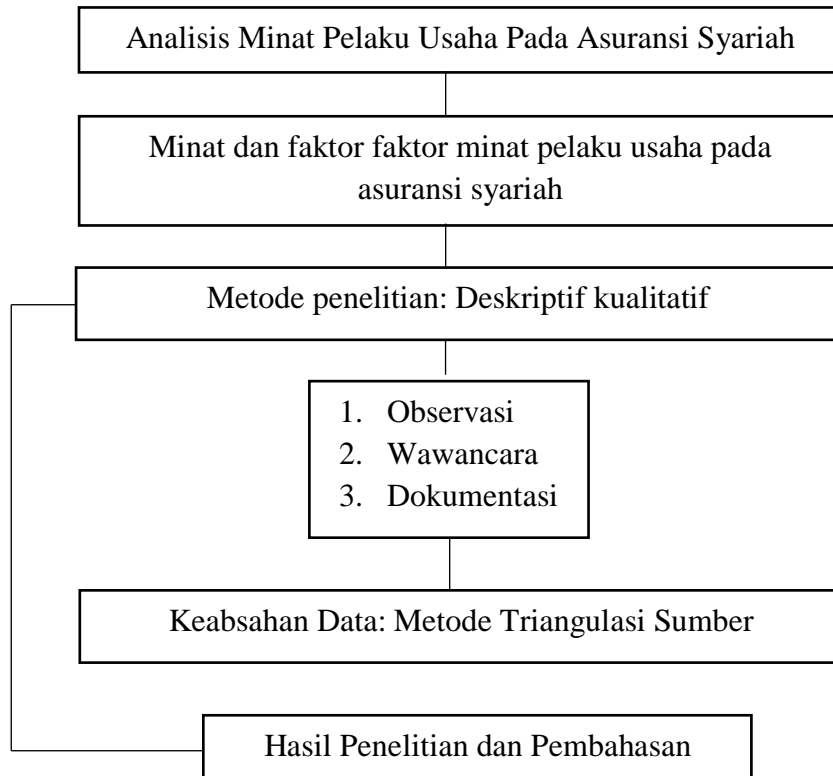 Analisis Minat Pelaku Usaha Pada Asuransi Syariah
Minat dan faktor faktor minat pelaku usaha pada
asuransi syariah
Metode penelitian: Deskriptif kualitatif
1. Observasi
2. Wawancara
3. Dokumentasi
Keabsahan Data: Metode Triangulasi Sumber
Hasil Penelitian dan Pembahasan